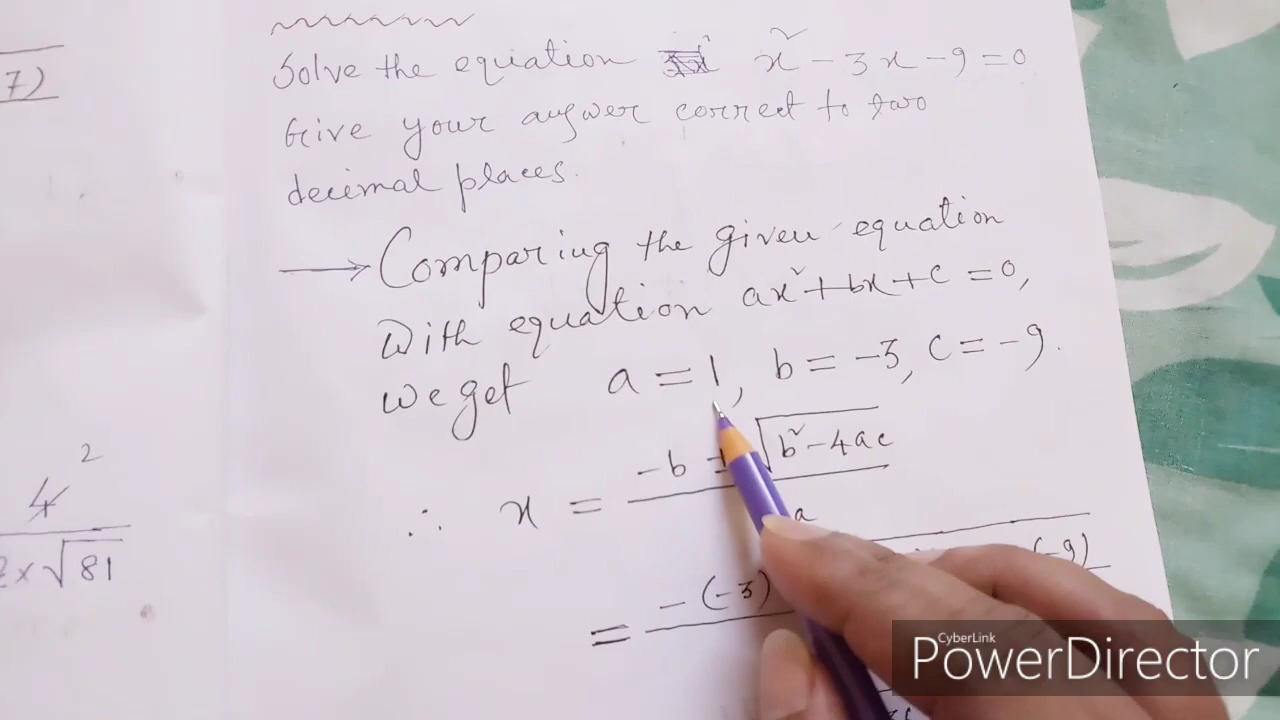 7)
Solve the equation x² - 3x - 9 = 0
Give your answer correct to two
decimal places.
→ Comparing the given equation
With equation ax² + bx + c = 0,
we get a = 1, b = -3, c = -9.
∴ x = -b ± √b² - 4ac
a
= -(-3) (-9)
2
4
× √81
CyberLink
PowerDirector